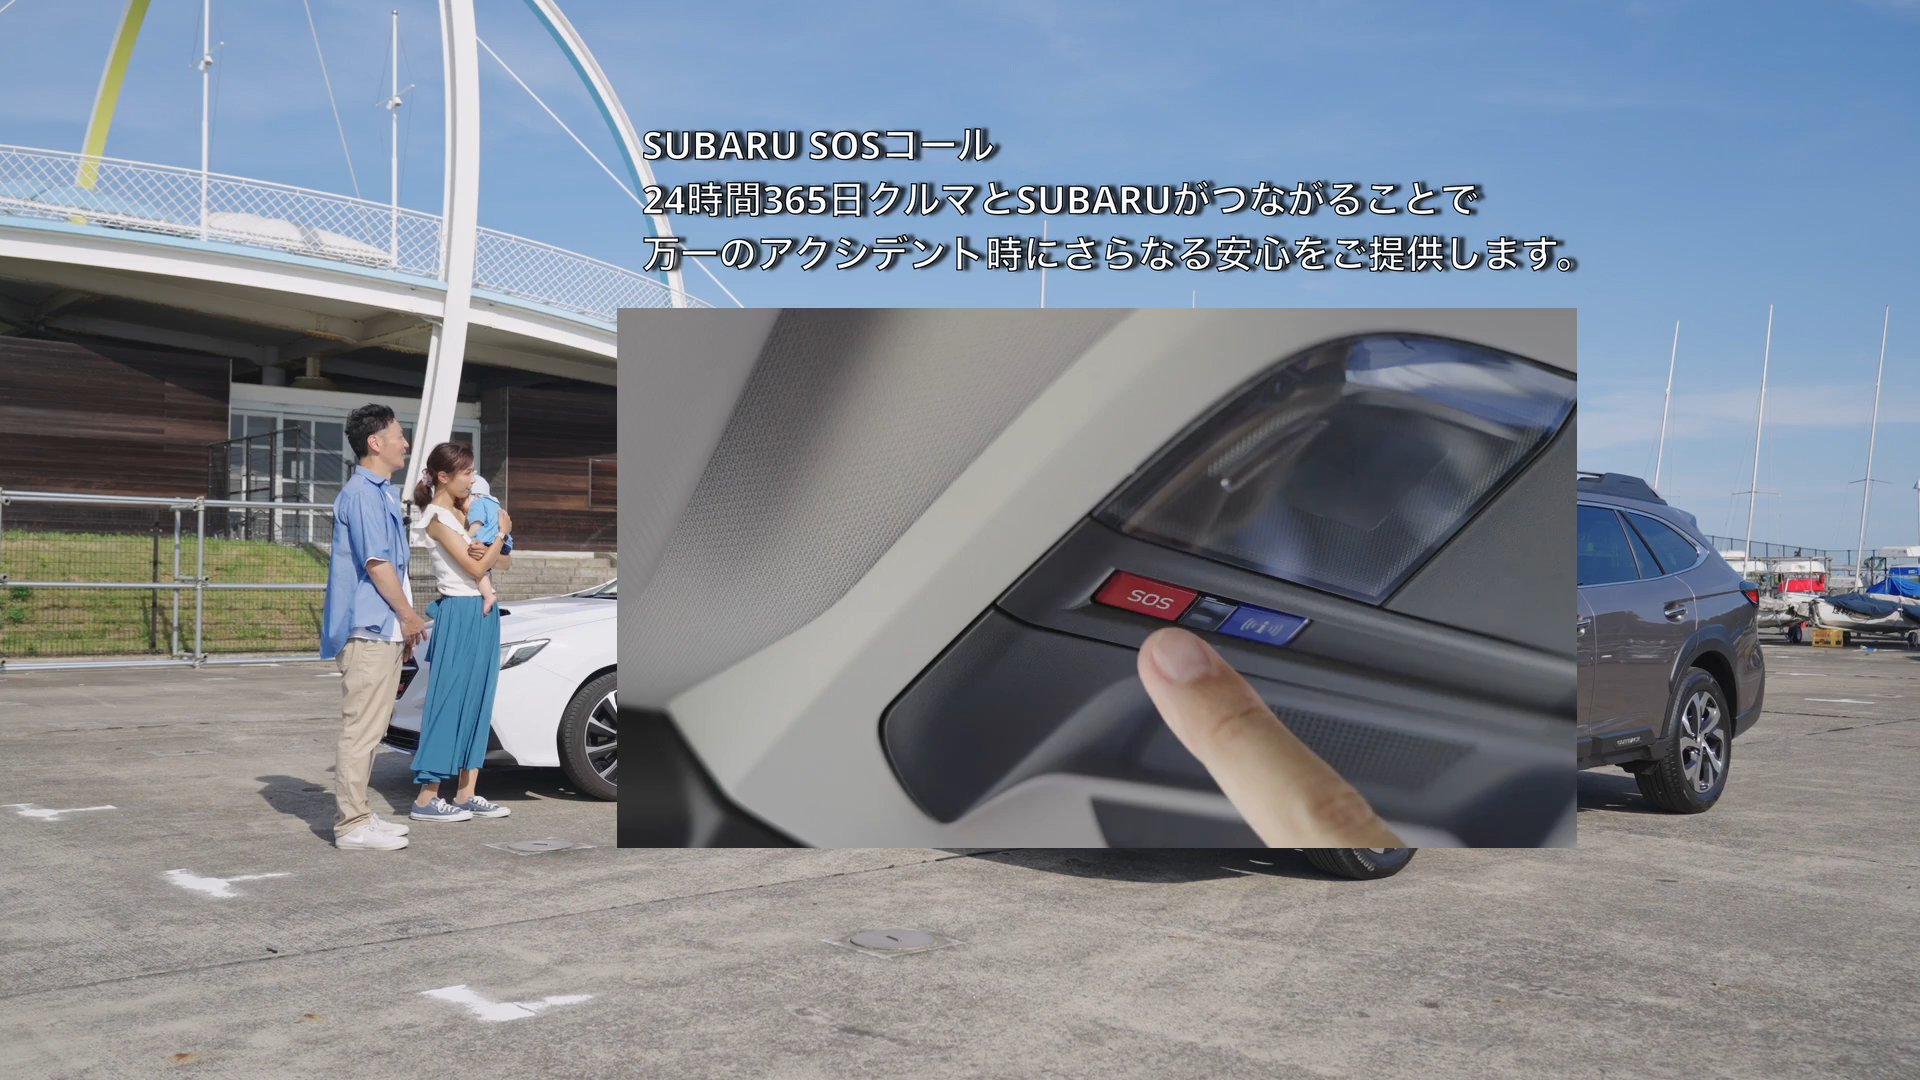 SUBARU SOSコール
24時間365日クルマとSUBARUがつながることで
万一のアクシデント時にさらなる安心をご提供します。
SOS